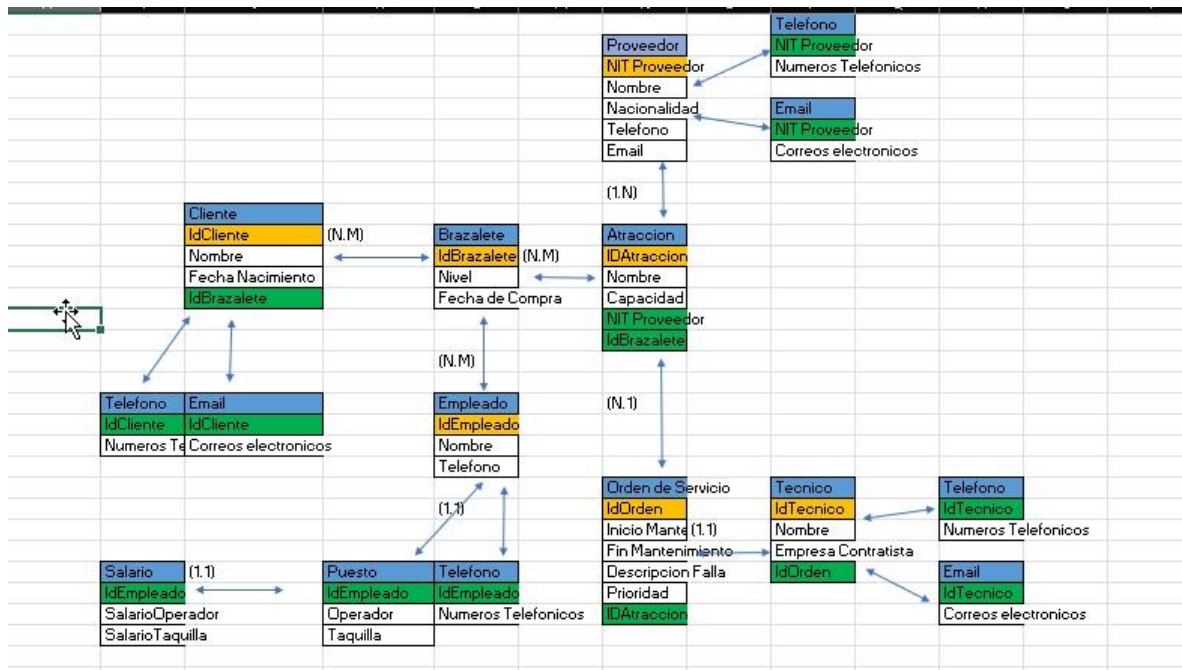 Telefono
NIT Proveedor
Numeros Telefonicos
Proveedor
NIT Proveedor
Nombre
Nacionalidad
Telefono
Email
Email
NIT Proveedor
Correos electronicos
(1.N)
Cliente
IdCliente
Nombre
Fecha Nacimiento
IdBrazalete
(N.M)
Brazalete
IdBrazalete
Nivel
Fecha de Compra
(N.M)
Atraccion
IDAtraccion
Nombre
Capacidad
NIT Proveedor
IdBrazalete
(N.M)
(N.1)
Telefono
IdCliente
Numeros Te
Email
IdCliente
Correos electronicos
Empleado
IdEmpleado
Nombre
Telefono
(1.1)
Orden de Servicio
IdOrden
Inicio Mante
Fin Mantenimiento
Descripcion Falla
Prioridad
IDAtraccion
(1.1)
Tecnico
IdTecnico
Nombre
Empresa Contratista
IdOrden
Telefono
IdTecnico
Numeros Telefonicos
Email
IdTecnico
Correos electronicos
Salario
IdEmpleado
SalarioOperador
SalarioTaquilla
(1.1)
Puesto
IdEmpleado
Operador
Taquilla
Telefono
IdEmpleado
Numeros Telefonicos